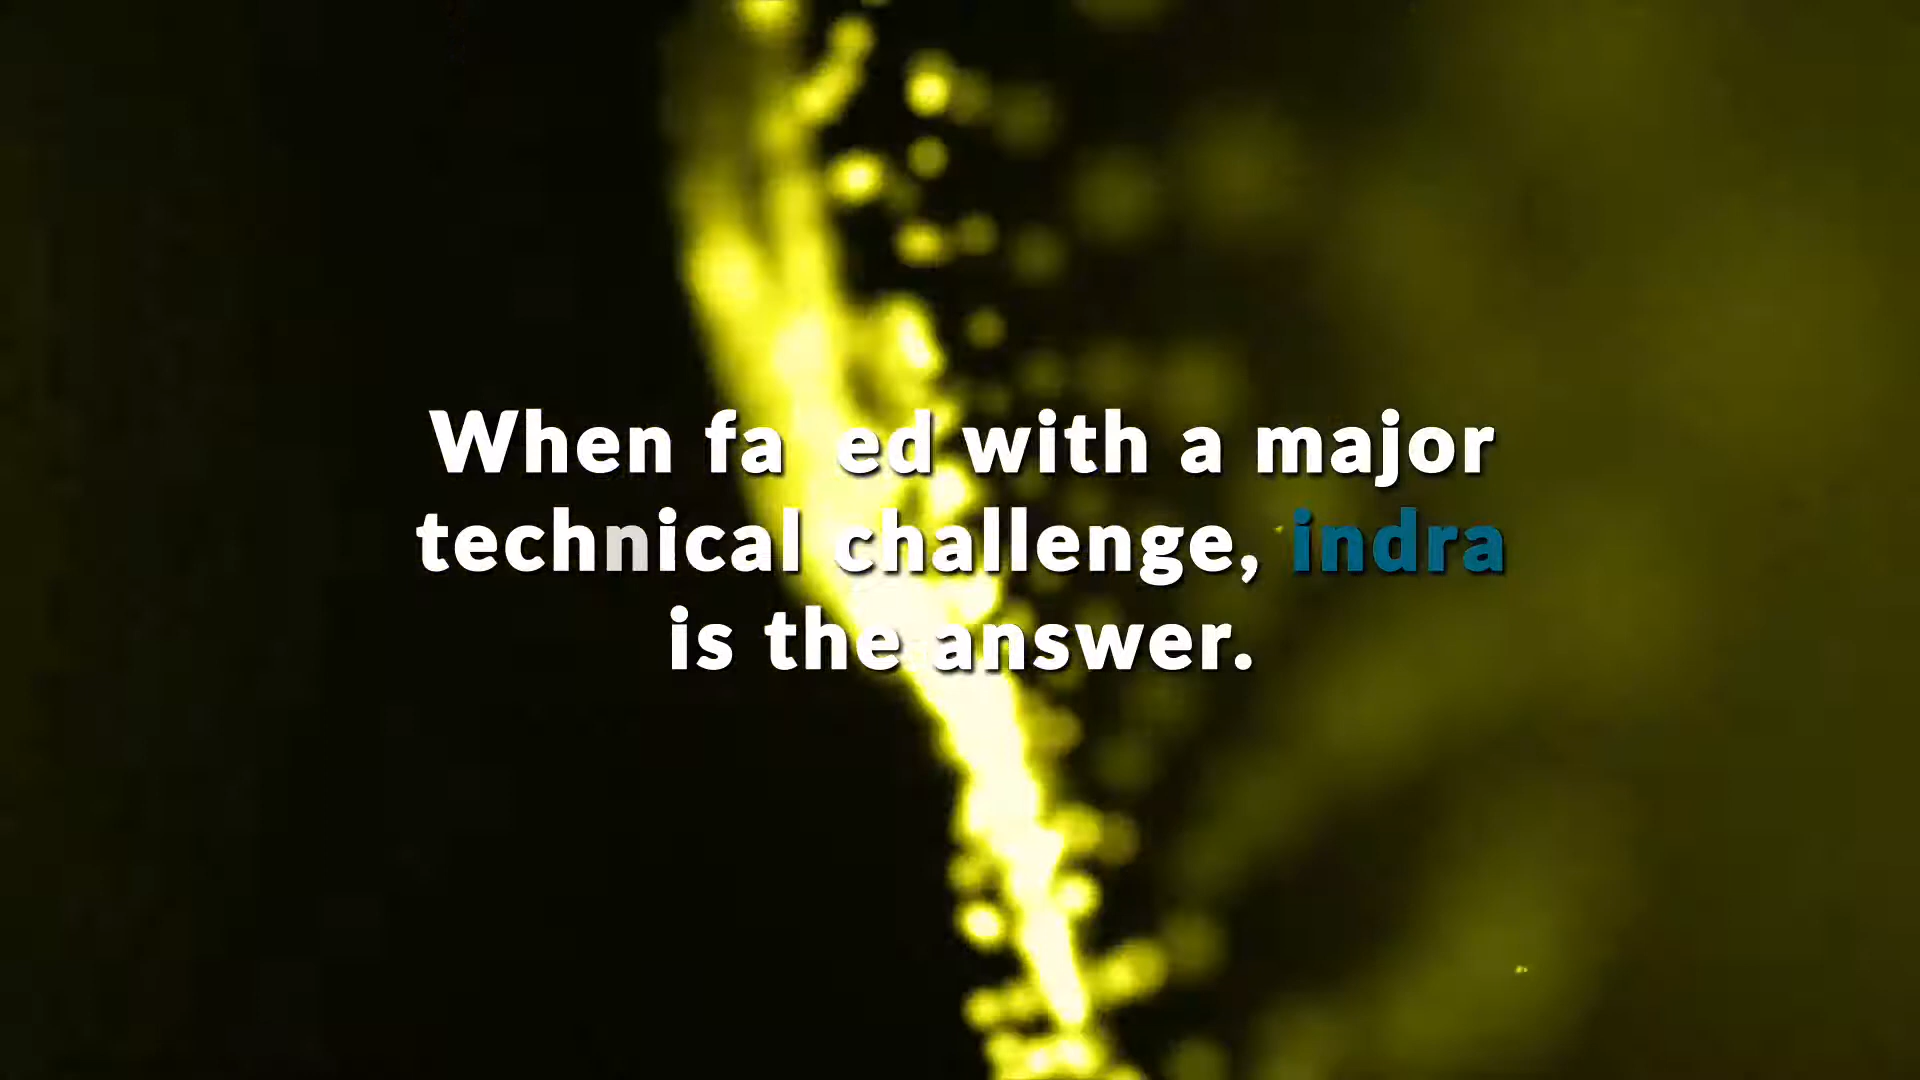 When fa ed with a major
technical challenge, indra
is the answer.